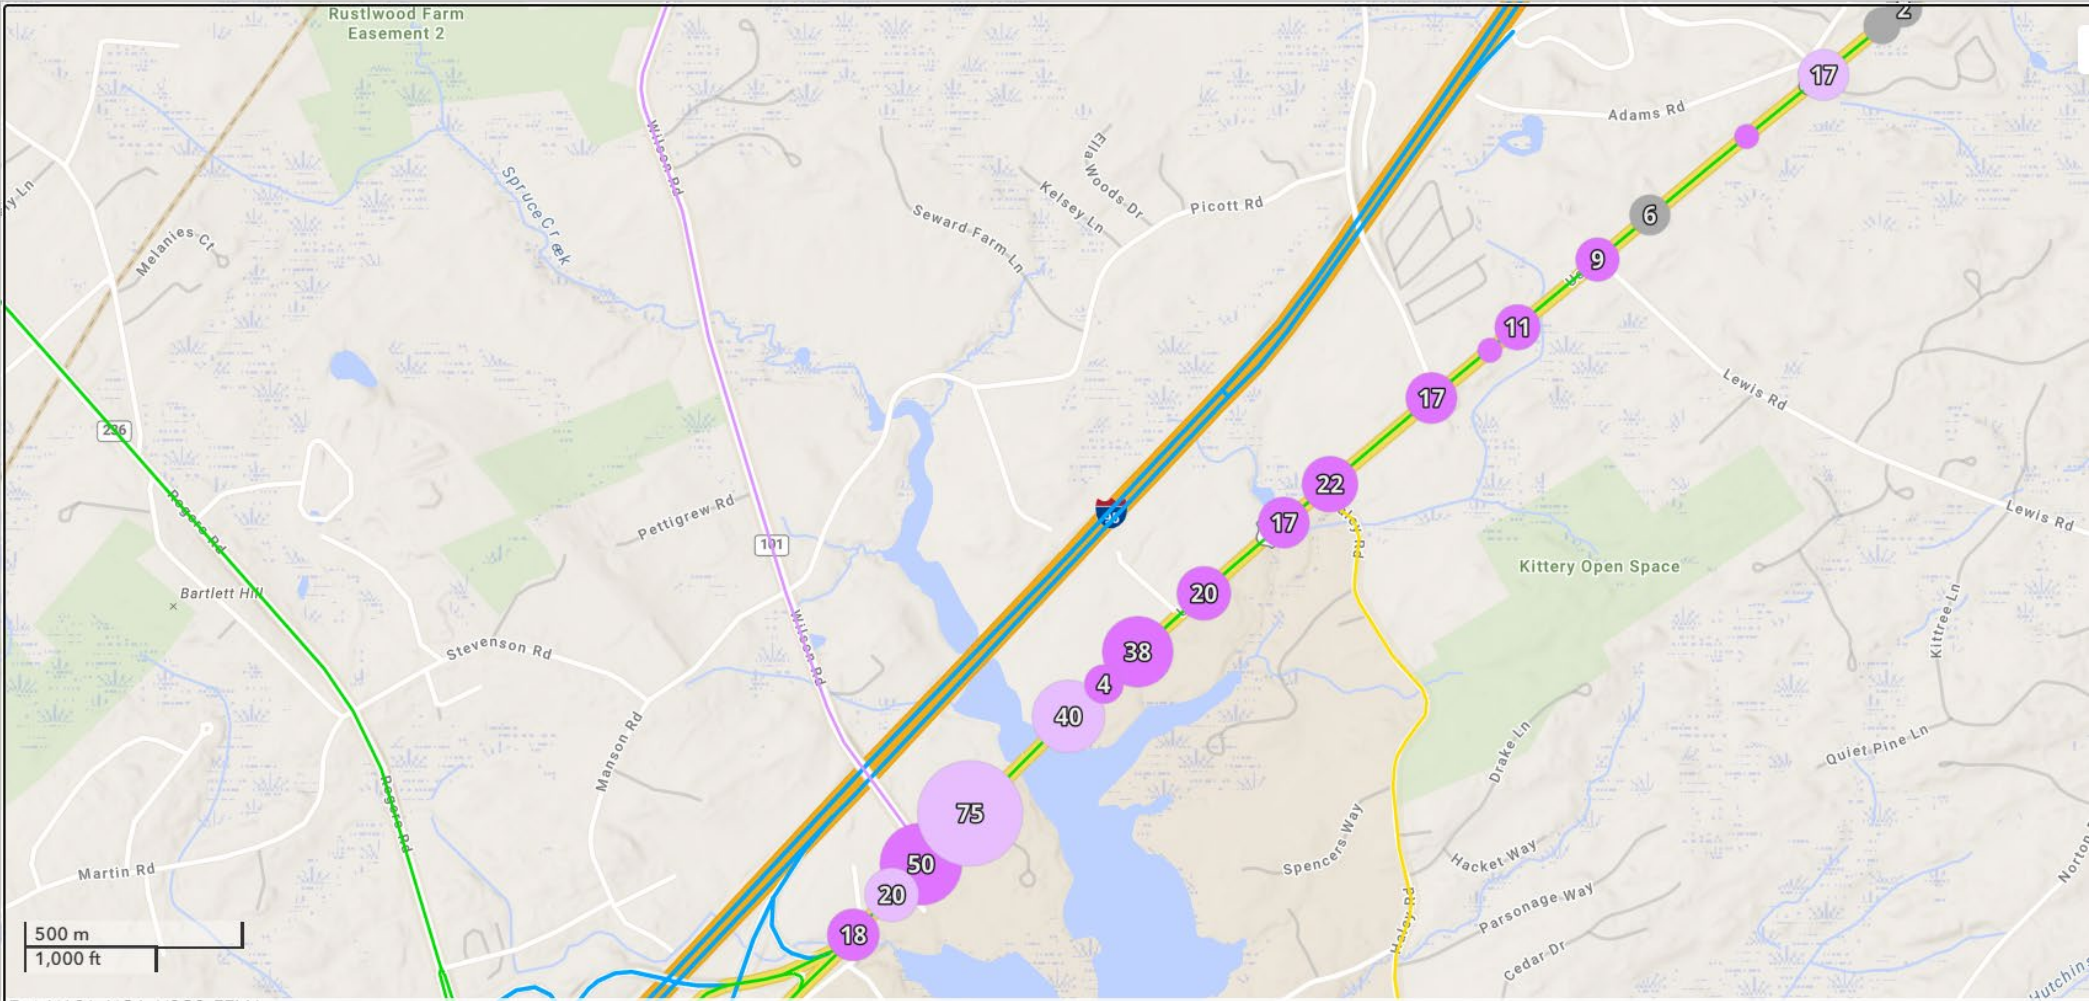 Rustlwood Farm
Easement 2
2
17
Adams Rd
Wilson Rd
Ella Woods Dr
Spruce Creek
Kelsey Ln
Picott Rd
6
Seward Farm Ln
Melanies Ct
9
11
Lewis Rd
17
236
22
Rogers Rd
Pettigrew Rd
95
17
Lewis Rd
101
Kittery Open Space
Bartlett Hill
20
Kittree Ln
Stevenson Rd
Wilson Rd
38
4
40
Manson Rd
Drake Ln
Quiet Pine Ln
Rogers Rd
75
Spencers Way
Hacket Way
50
Martin Rd
20
Parsonage Way
Haley Rd
18
Cedar Dr
500 m
1,000 ft